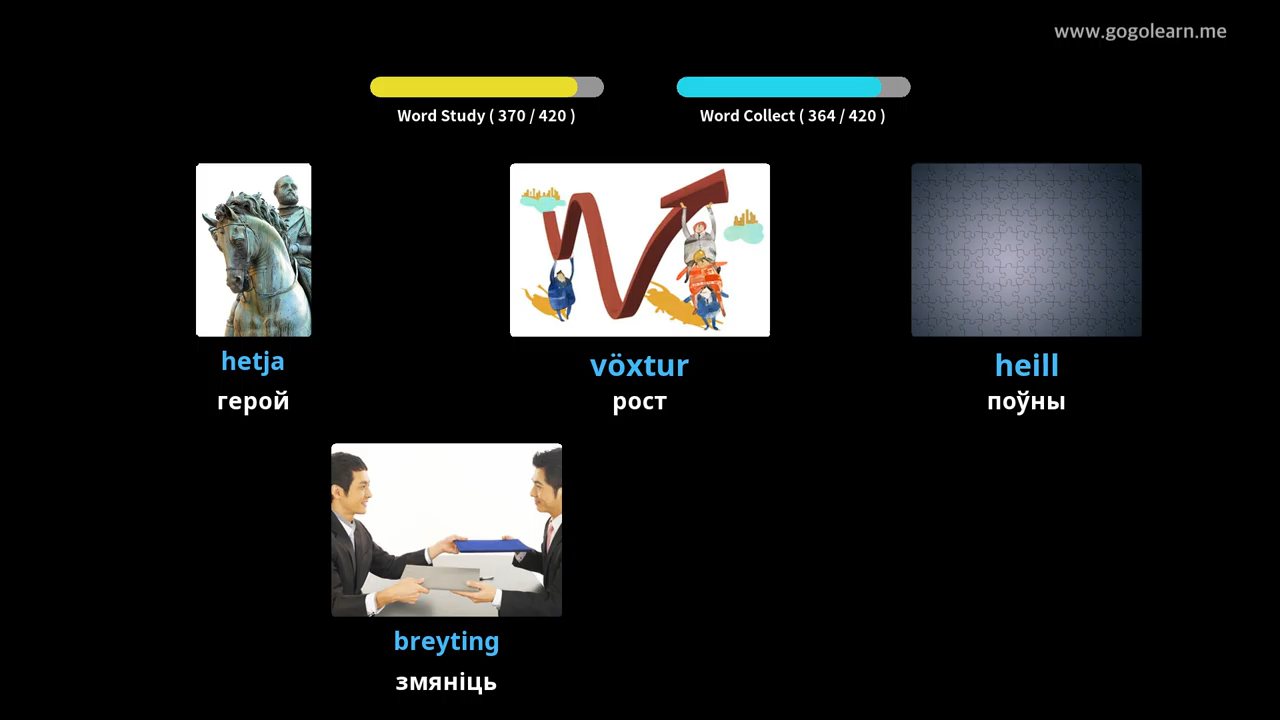 www.gogolearn.me
Word Study ( 370 / 420 )
Word Collect ( 364 / 420 )
hetja
герой
vöxtur
рост
heill
поўны
breyting
змяніць